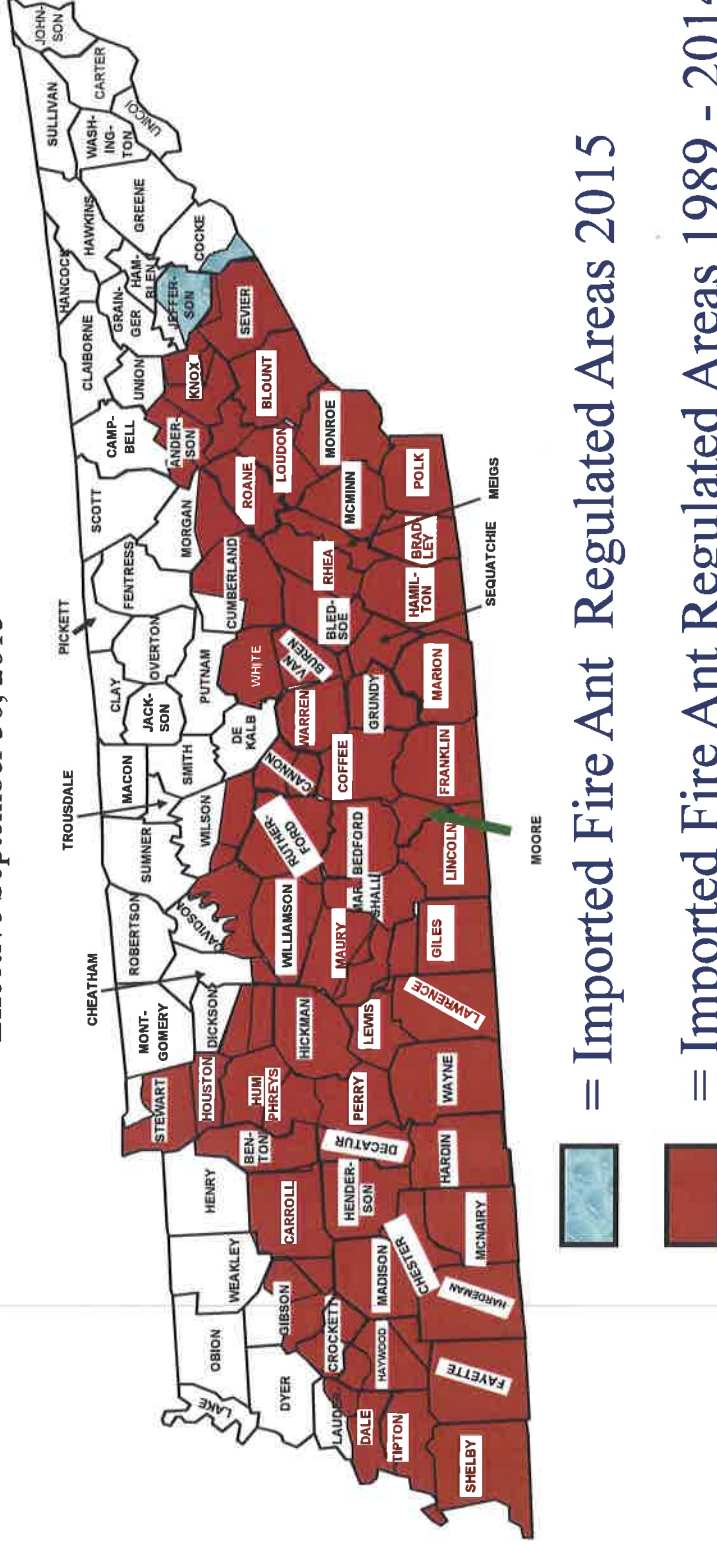 PICKETT
TROUSDALE
CHEATHAM
JOHN-
SON
SULLIVAN
CARTER
UNICOI
WASH-
ING-
TON
GREENE
HAWKINS
HANCOCK
HAM-
BLEN
COCKE
JEFFER-
SON
GRAIN-
GER
CLAIBORNE
UNION
SEVIER
KNOX
BLOUNT
CAMP-
BELL
ANDER-
SON
LOUDON
MONROE
SCOTT
MORGAN
ROANE
MCMINN
POLK
FENTRESS
CUMBERLAND
RHEA
BRAD
LEY
MEIGS
OVERTON
PUTNAM
WHITE
BLED-
SOE
VAN
BUREN
HAMIL-
TON
SEQUATCHIE
CLAY
JACK-
SON
DE
KALB
WARREN
GRUNDY
MARION
MACON
SMITH
CANNON
COFFEE
FRANKLIN
SUMNER
WILSON
RUTHER-
FORD
BEDFORD
LINCOLN
MOORE
ROBERTSON
DAVIDSON
WILLIAMSON
MAR
SHALL
MAURY
GILES
MONT-
GOMERY
DICKSON
HICKMAN
LEWIS
LAWRENCE
STEWART
HOUSTON
HUM
PHREYS
PERRY
WAYNE
HENRY
BEN-
TON
DECATUR
HARDIN
CARROLL
HENDER-
SON
CHESTER
MCNAIRY
WEAKLEY
GIBSON
MADISON
HARDEMAN
OBION
CROCKETT
HAYWOOD
FAYETTE
LAKE
DYER
LAUDER
DALE
TIPTON
SHELBY
= Imported Fire Ant Regulated Areas 2015
= Imported Fire Ant Regulated Areas 1989 - 2014